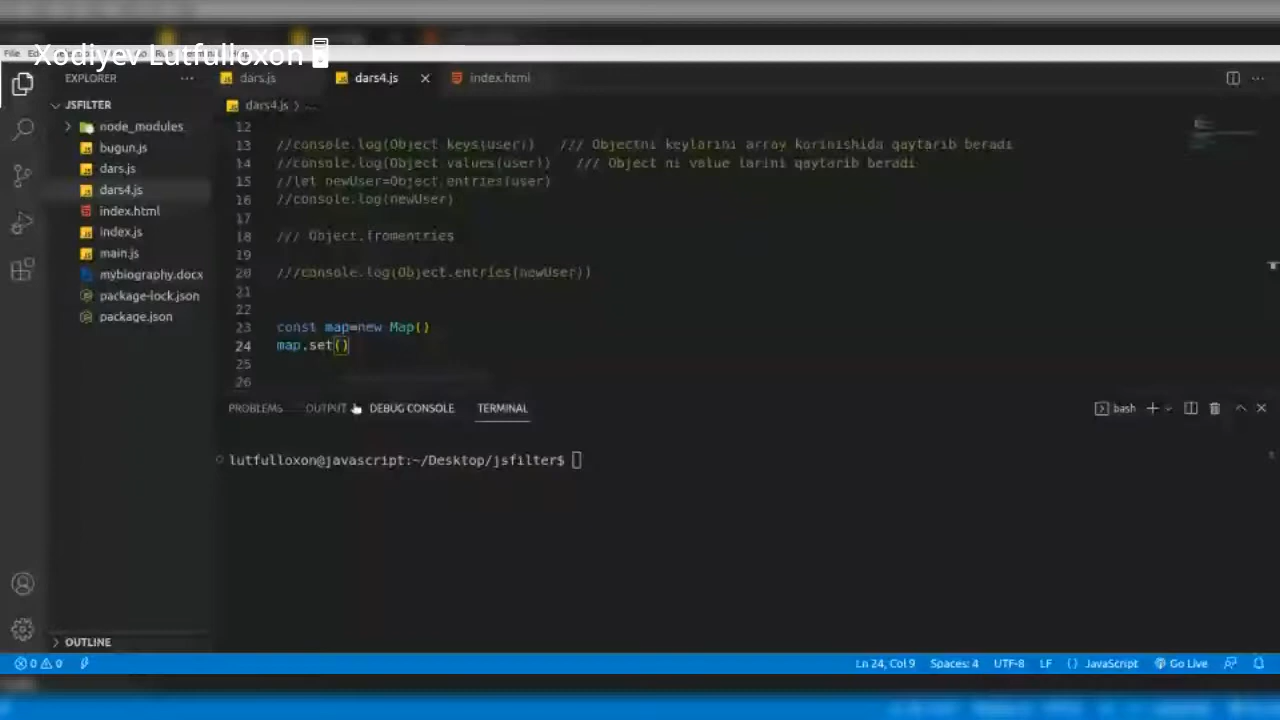 Xodiyev Lutfulloxon
File
EXPLORER
dars.js
dars4.js
index.html
JSFILTER
dars4.js
node_modules
bugun.js
dars.js
dars4.js
index.html
index.js
main.js
mybiography.docx
package-lock.json
package.json
OUTLINE
12
13 //console.log(Object.keys(user)) /// Objectni keylarini array korinishida qaytarib beradi
14 //console.log(Object.values(user)) /// Object ni value larini qaytarib beradi
15 //let newUser=Object.entries(user)
16 //console.log(newUser)
17
18 /// Object.fromentries
19
20 ///console.log(Object.entries(newUser))
21
22
23 const map=new Map()
24 map.set()
25
26
PROBLEMS OUTPUT DEBUG CONSOLE TERMINAL
bash
lutfulloxon@javascript:~/Desktop/jsfilter$
0 0
Ln 24, Col 9 Spaces: 4 UTF-8 LF {} JavaScript Go Live